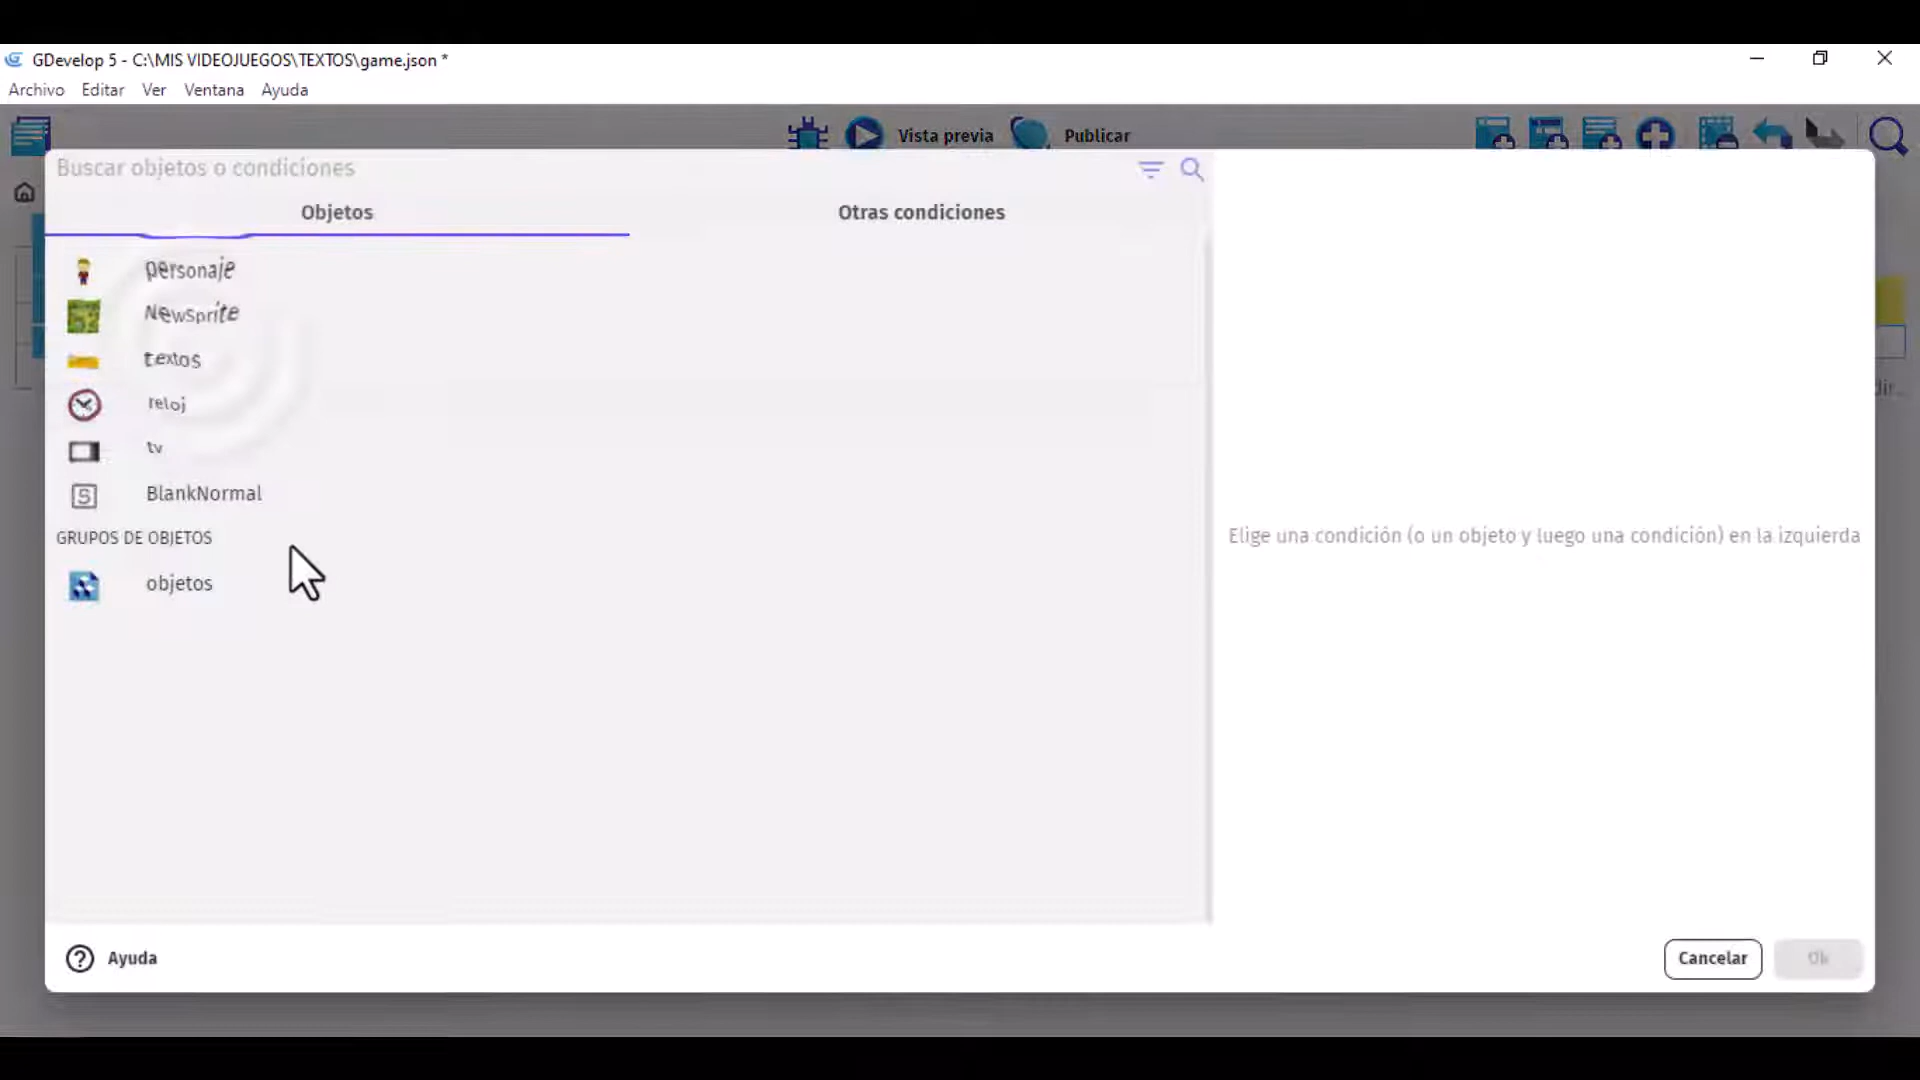 GDevelop 5 - C:\MIS VIDEOJUEGOS\TEXTOS\game.json *
Archivo Editar Ver Ventana Ayuda
Vista previa Publicar
Buscar objetos o condiciones
Objetos Otras condiciones
personaje
NewSprite
textos
reloj
tv
S BlankNormal
GRUPOS DE OBJETOS
objetos
Elige una condición (o un objeto y luego una condición) en la izquierda
? Ayuda
Cancelar Ok